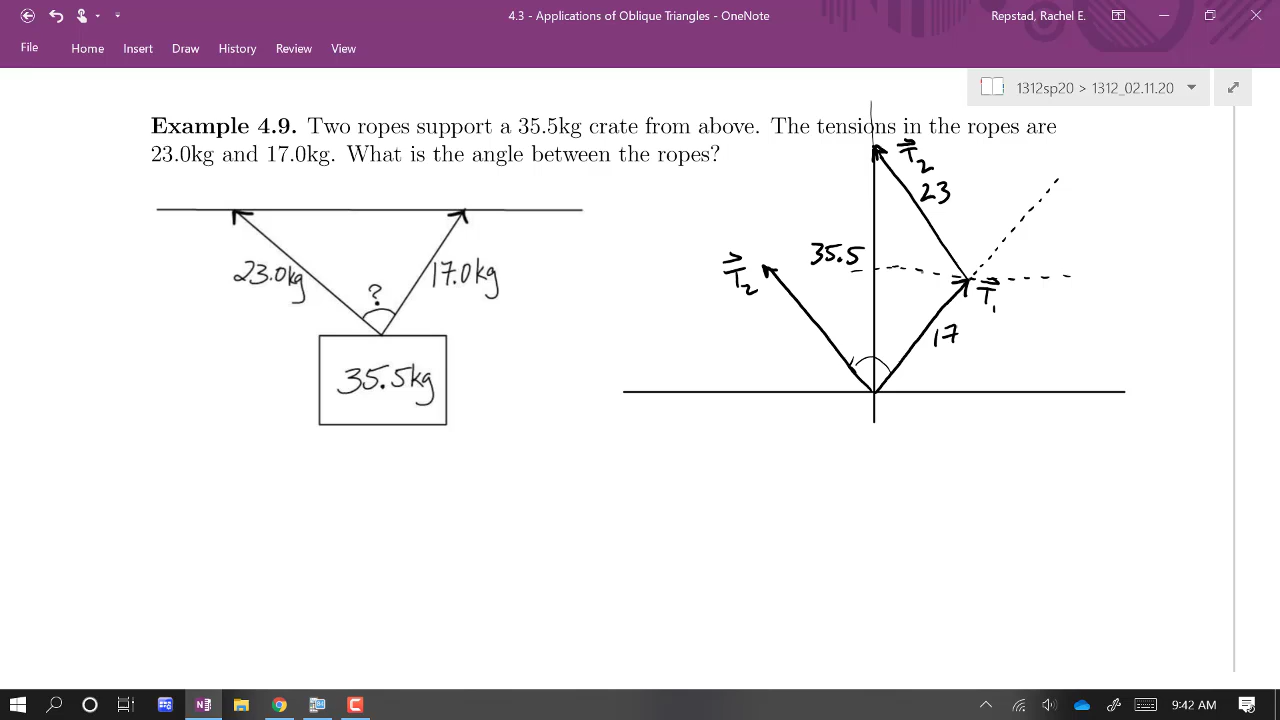 4.3 - Applications of Oblique Triangles - OneNote
Repstad, Rachel E.
File Home Insert Draw History Review View
1312sp20 > 1312_02.11.20
Example 4.9. Two ropes support a 35.5kg crate from above. The tensions in the ropes are
23.0kg and 17.0kg. What is the angle between the ropes?
23.0kg
17.0kg
?
35.5kg
T₂
23
35.5
T₂
T₁
17
9:42 AM